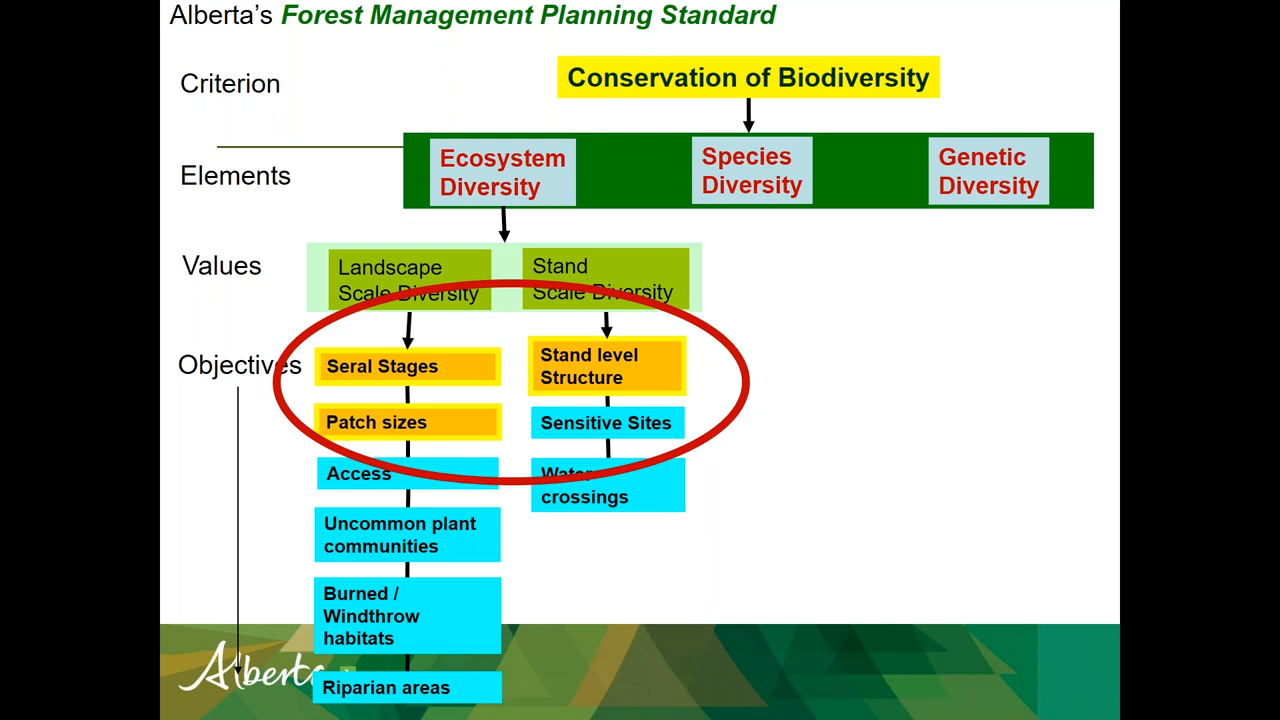 Alberta's Forest Management Planning Standard
Criterion
Conservation of Biodiversity
Elements
Ecosystem
Diversity
Species
Diversity
Genetic
Diversity
Values
Landscape
Scale Diversity
Stand
Scale Diversity
Objectives
Seral Stages
Patch sizes
Access
Uncommon plant
communities
Burned /
Windthrow
habitats
Riparian areas
Stand level
Structure
Sensitive Sites
Water
crossings
Alberta